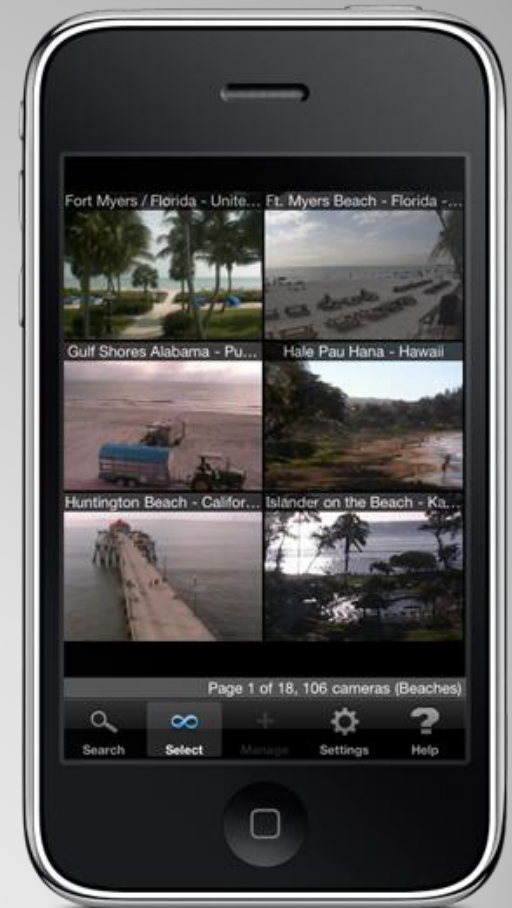 Fort Myers / Florida - Unite...
Ft. Myers Beach - Florida -...
Gulf Shores Alabama - Pu...
Hale Pau Hana - Hawaii
Huntington Beach - Califor...
Islander on the Beach - Ka...
Page 1 of 18, 106 cameras (Beaches)
Search Select Manage Settings Help